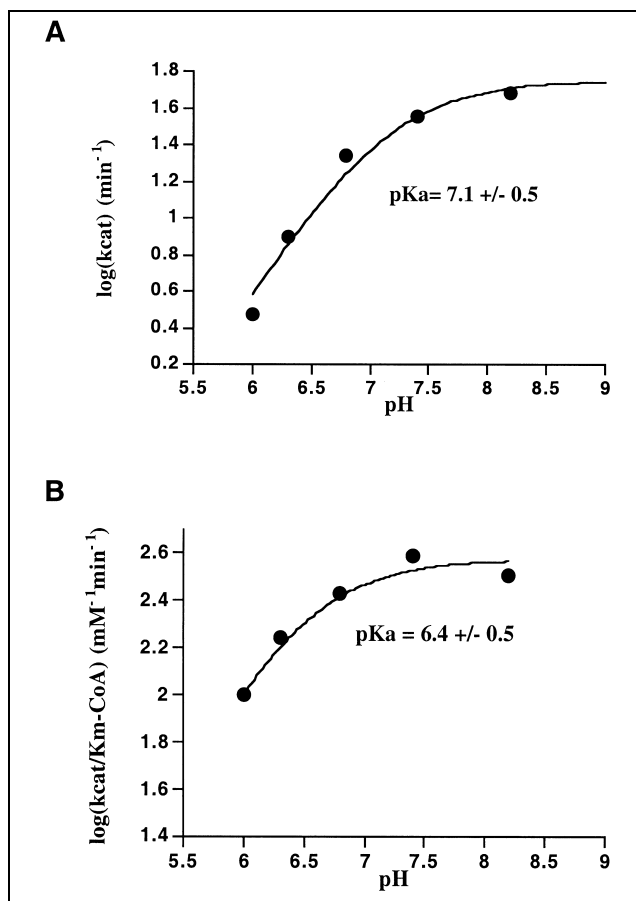 A
log(kcat) (min⁻¹)
1.8
1.6
1.4
1.2
1
0.8
0.6
0.4
0.2
pKa= 7.1 +/- 0.5
5.5 6 6.5 7 7.5 8 8.5 9
pH
B
log(kcat/Km-CoA) (mM⁻¹min⁻¹)
2.6
2.4
2.2
2
1.8
1.6
1.4
pKa = 6.4 +/- 0.5
5.5 6 6.5 7 7.5 8 8.5 9
pH